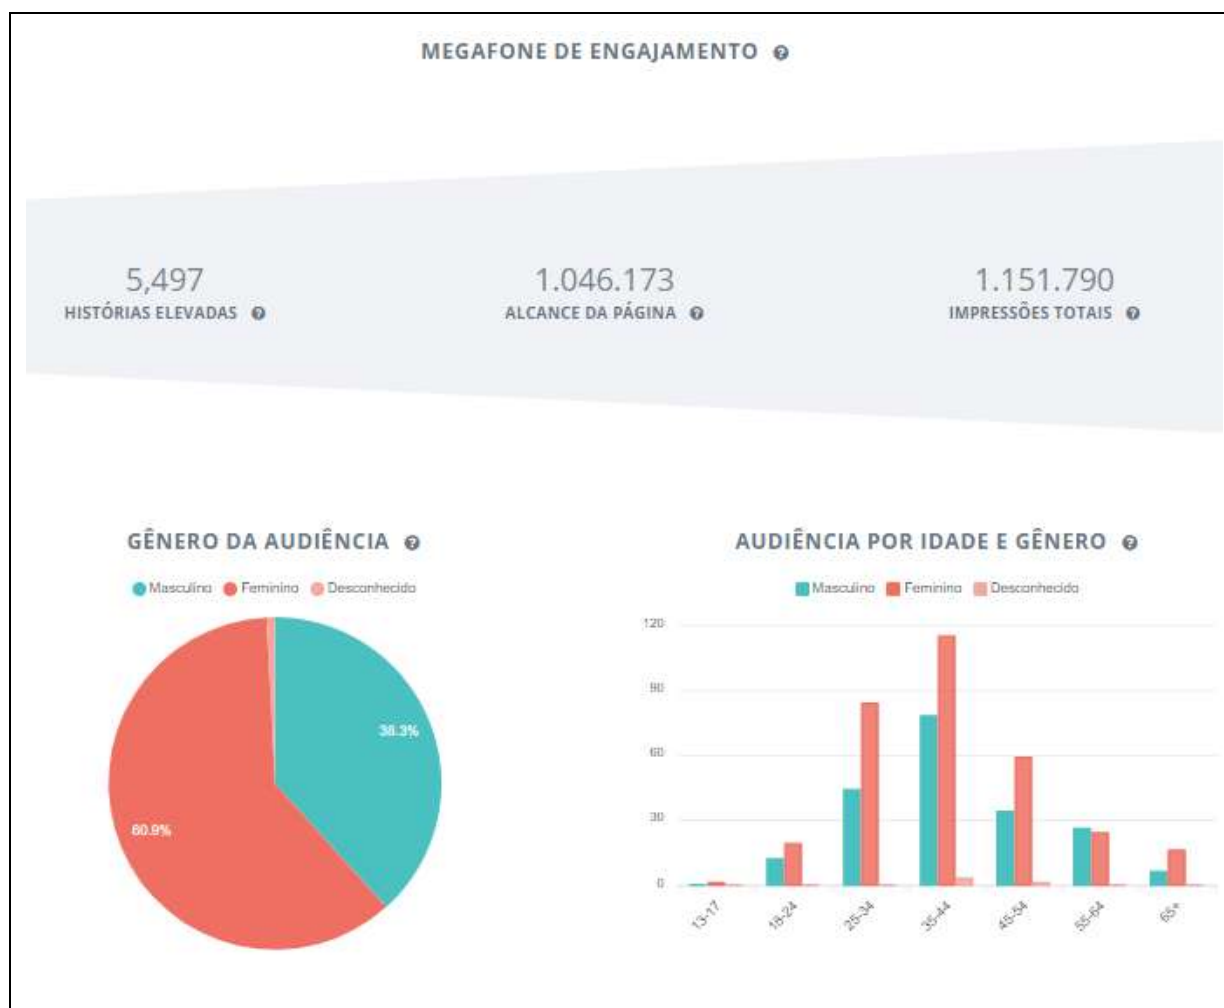 MEGAFONE DE ENGAJAMENTO ?
5,497 1.046.173 1.151.790
HISTÓRIAS ELEVADAS ? ALCANCE DA PÁGINA ? IMPRESSÕES TOTAIS ?
GÊNERO DA AUDIÊNCIA ?
Masculino Feminino Desconhecido
38.3%
60.9%
AUDIÊNCIA POR IDADE E GÊNERO ?
Masculino Feminino Desconhecido
120
90
60
30
0
13-17 18-24 25-34 35-44 45-54 55-64 65+